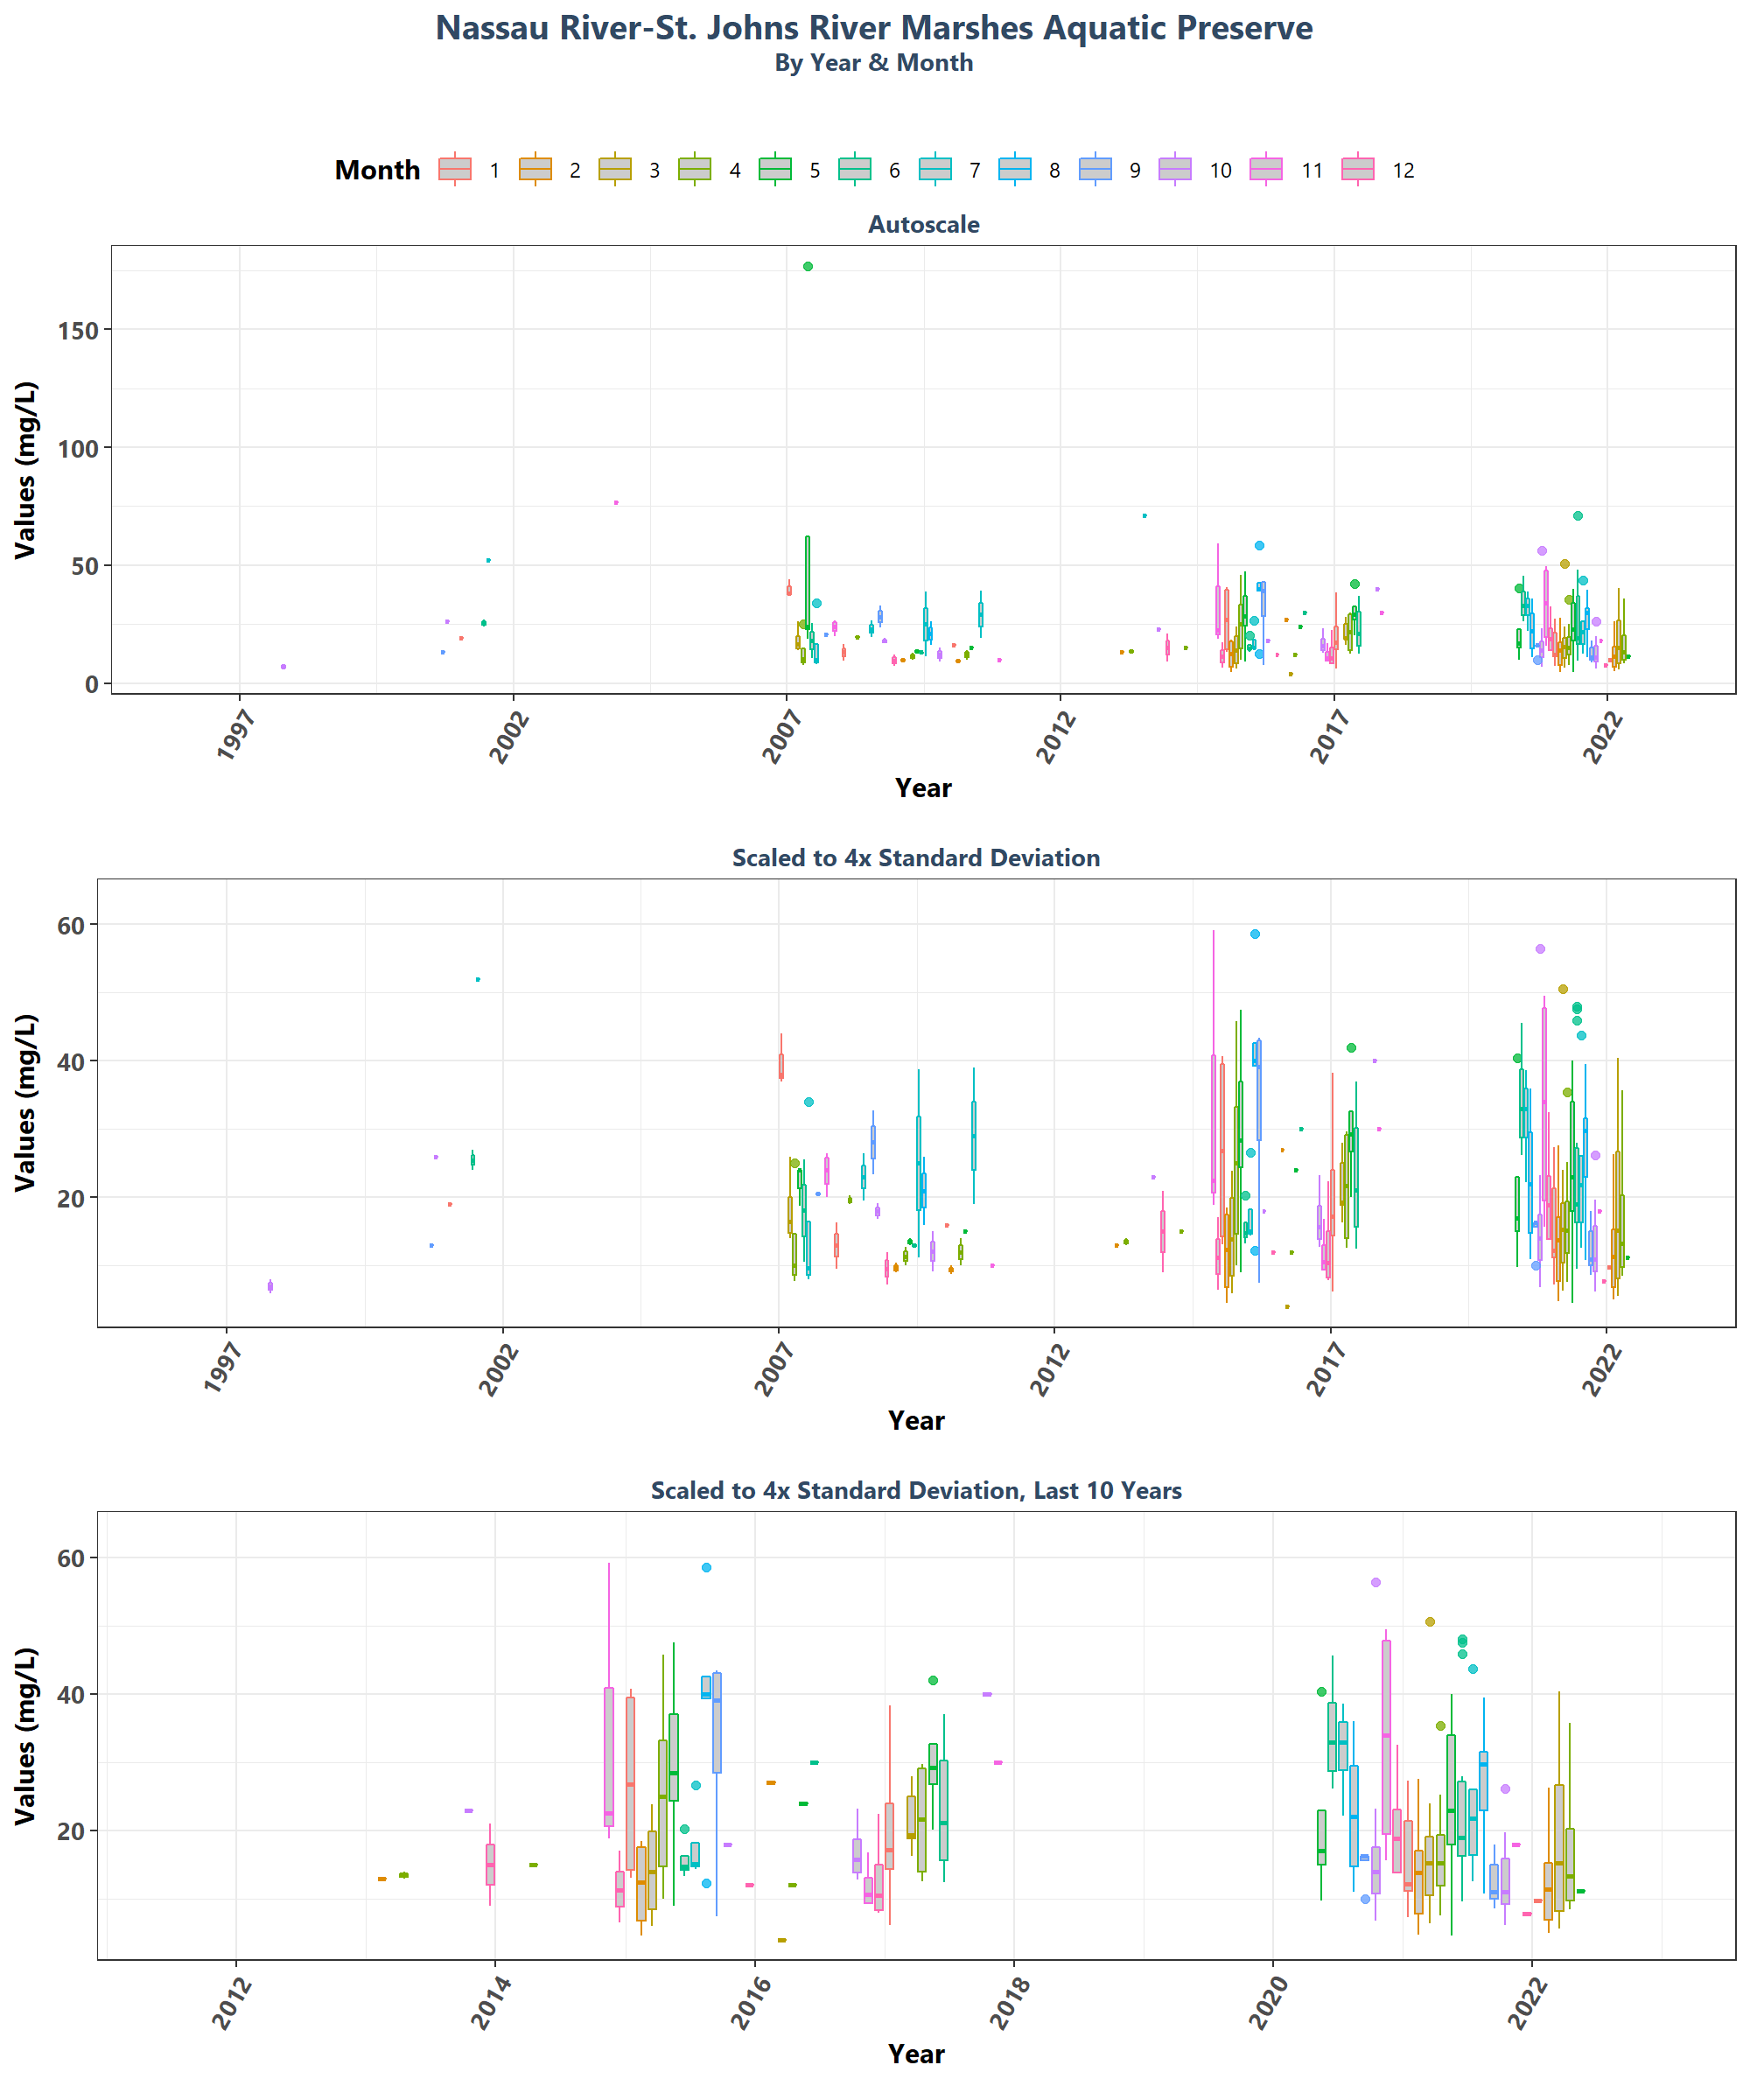 Nassau River-St. Johns River Marshes Aquatic Preserve
By Year & Month
Month 1 2 3 4 5 6 7 8 9 10 11 12
Autoscale
Values (mg/L)
150
100
50
0
1997 2002 2007 2012 2017 2022
Year
Scaled to 4x Standard Deviation
Values (mg/L)
60
40
20
1997 2002 2007 2012 2017 2022
Year
Scaled to 4x Standard Deviation, Last 10 Years
Values (mg/L)
60
40
20
2012 2014 2016 2018 2020 2022
Year